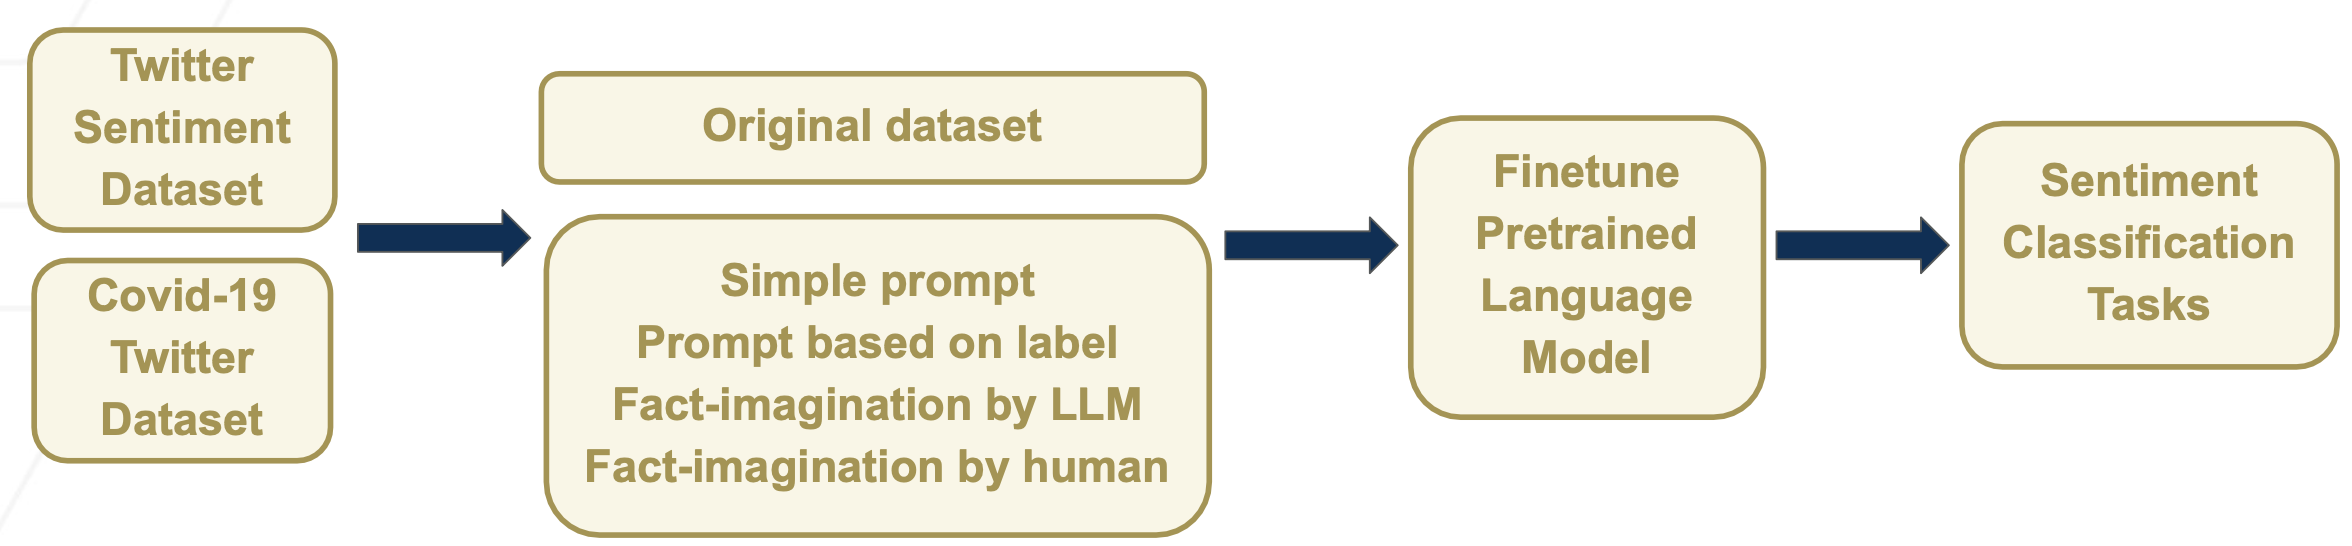 Twitter
Sentiment
Dataset
Covid-19
Twitter
Dataset
Original dataset
Simple prompt
Prompt based on label
Fact-imagination by LLM
Fact-imagination by human
Finetune
Pretrained
Language
Model
Sentiment
Classification
Tasks